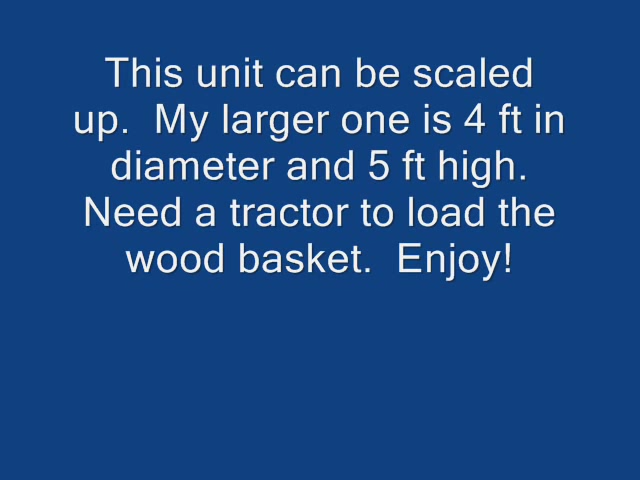 This unit can be scaled
up.  My larger one is 4 ft in
diameter and 5 ft high.
Need a tractor to load the
wood basket.  Enjoy!